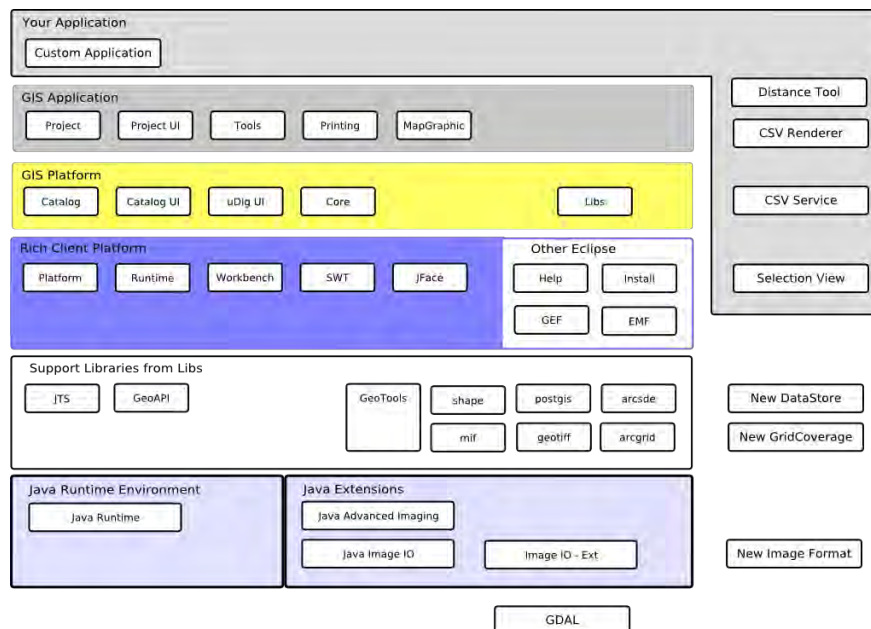 Your Application
Custom Application
Distance Tool
CSV Renderer
CSV Service
Selection View
GIS Application
Project
Project UI
Tools
Printing
MapGraphic
GIS Platform
Catalog
Catalog UI
uDig UI
Core
Libs
Rich Client Platform
Platform
Runtime
Workbench
SWT
JFace
Other Eclipse
Help
Install
GEF
EMF
Support Libraries from Libs
JTS
GeoAPI
GeoTools
shape
postgis
arcsde
mif
geotiff
arcgrid
New DataStore
New GridCoverage
Java Runtime Environment
Java Runtime
Java Extensions
Java Advanced Imaging
Java Image IO
Image IO - Ext
New Image Format
GDAL